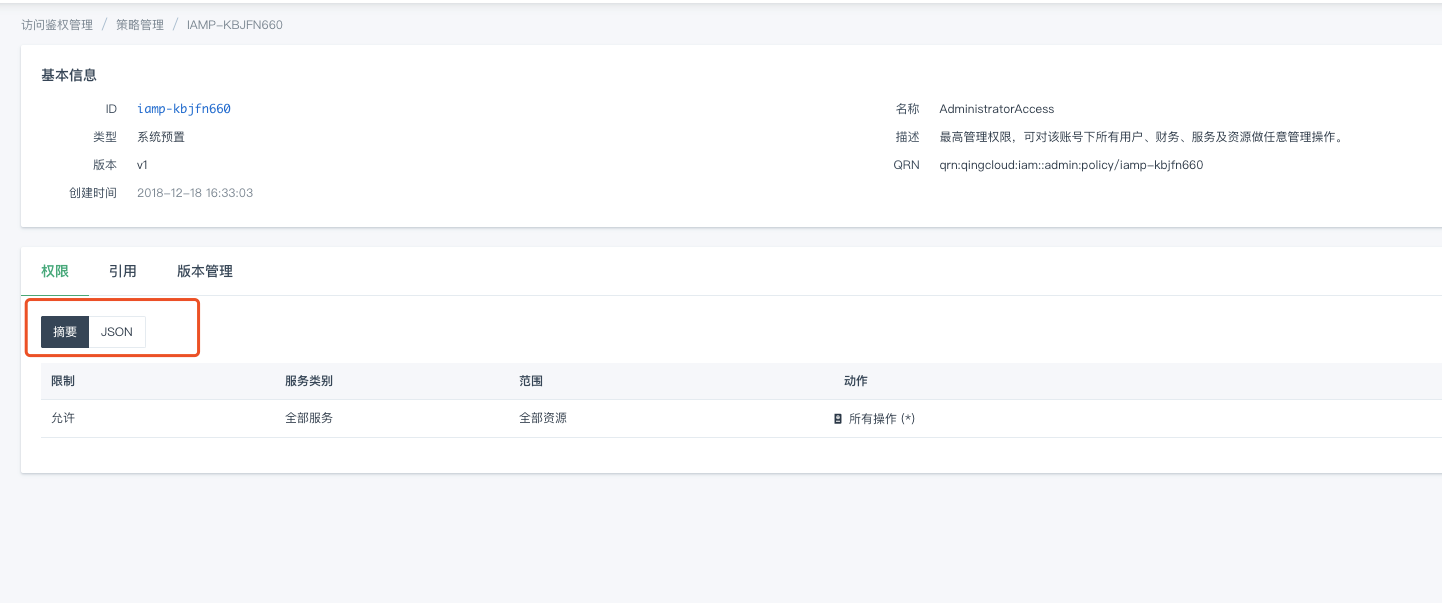 访问鉴权管理 / 策略管理 / IAMP-KBJFN660
基本信息
ID iamp-kbjfn660 名称 AdministratorAccess
类型 系统预置 描述 最高管理权限，可对该账号下所有用户、财务、服务及资源做任意管理操作。
版本 v1 QRN qrn:qingcloud:iam::admin:policy/iamp-kbjfn660
创建时间 2018-12-18 16:33:03
权限 引用 版本管理
摘要 JSON
限制 服务类别 范围 动作
允许 全部服务 全部资源 所有操作 (*)